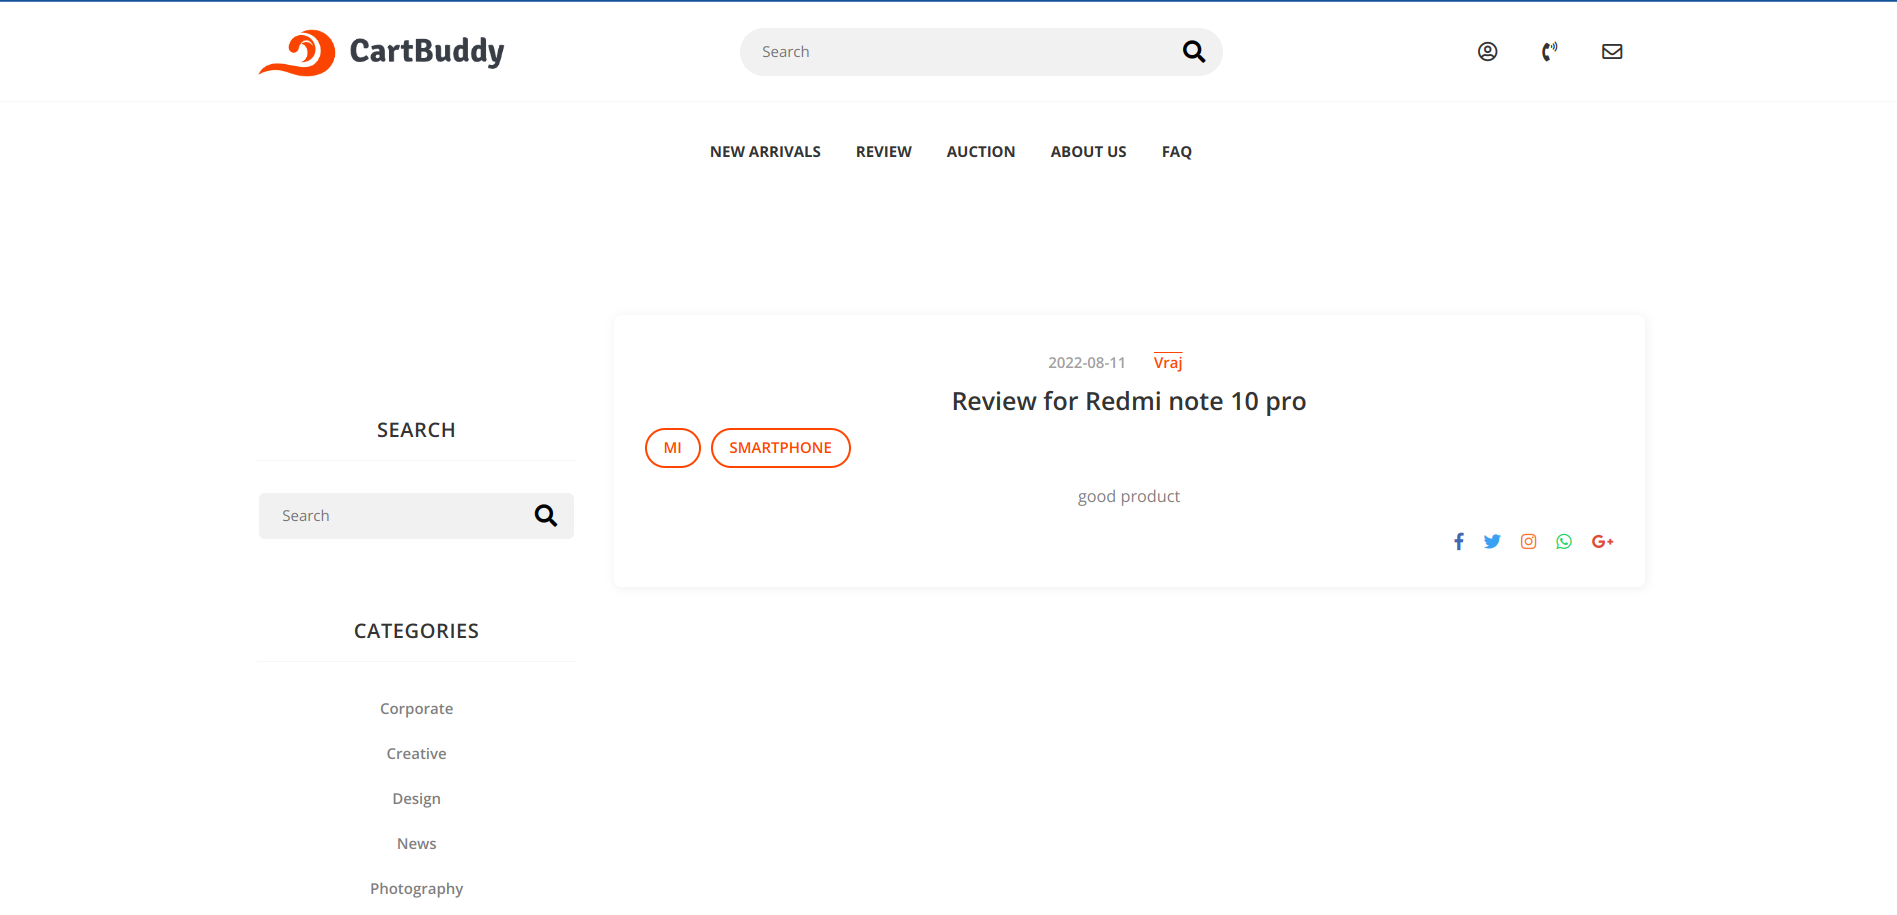 CartBuddy
Search
NEW ARRIVALS REVIEW AUCTION ABOUT US FAQ
2022-08-11 Vraj
Review for Redmi note 10 pro
MI SMARTPHONE
good product
SEARCH
Search
CATEGORIES
Corporate
Creative
Design
News
Photography